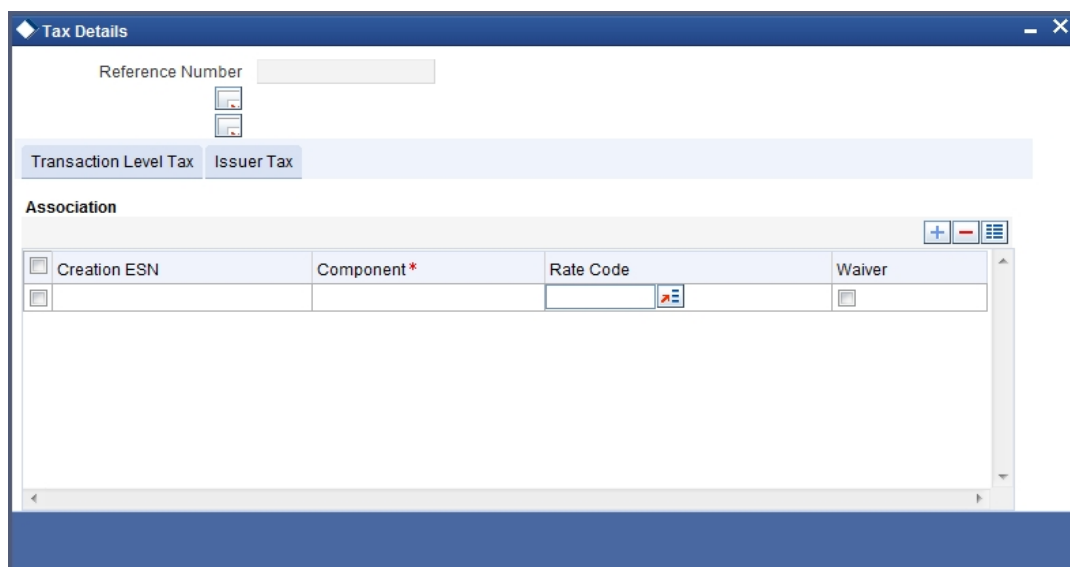 Tax Details
Reference Number
Transaction Level Tax Issuer Tax
Association
Creation ESN Component* Rate Code Waiver